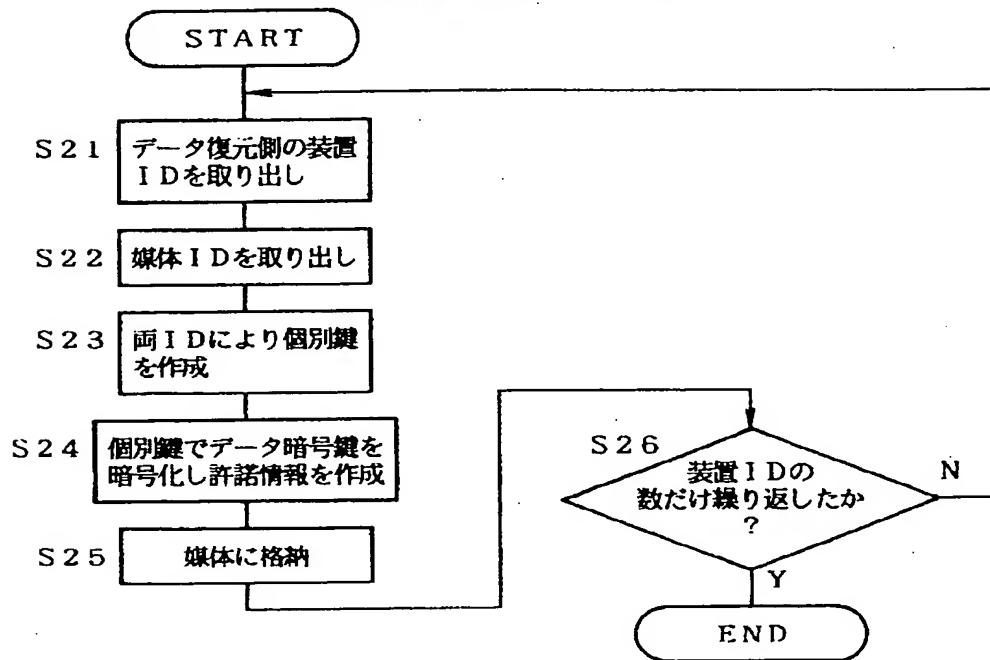 START
S21
データ復元側の装置
IDを取り出し
S22
媒体IDを取り出し
S23
両IDにより個別鍵
を作成
S24
個別鍵でデータ暗号鍵を
暗号化し許諾情報を作成
S25
媒体に格納
S26
装置IDの
数だけ繰り返したか
?
N
Y
END